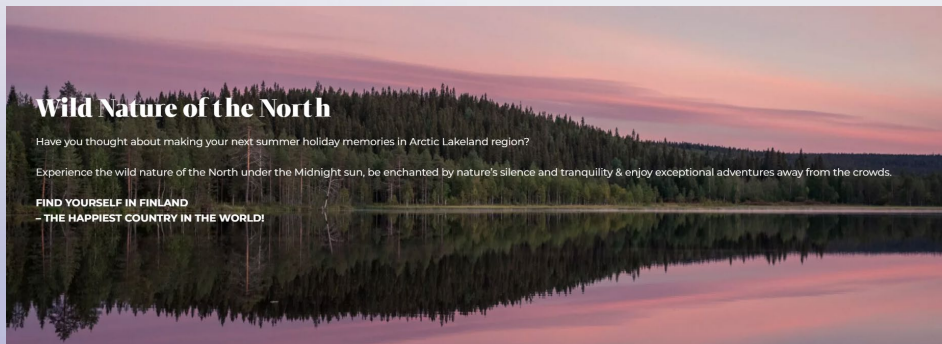 Wild Nature of the North
Have you thought about making your next summer holiday memories in Arctic Lakeland region?
Experience the wild nature of the North under the Midnight sun, be enchanted by nature's silence and tranquility & enjoy exceptional adventures away from the crowds.
FIND YOURSELF IN FINLAND
– THE HAPPIEST COUNTRY IN THE WORLD!